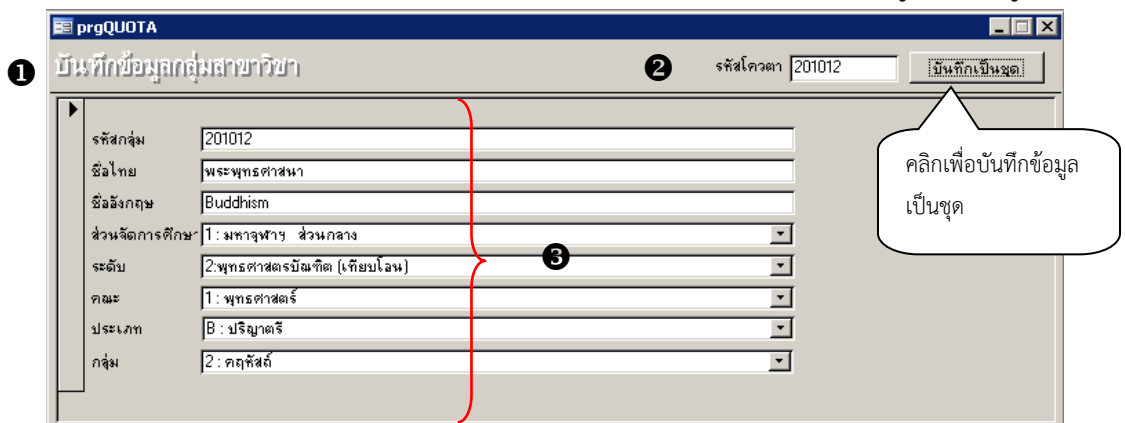 prgQUOTA
❶ บันทึกข้อมูลกลุ่มสาขาวิชา ❷ รหัสโควตา 201012 บันทึกเป็นชุด
รหัสกลุ่ม 201012
ชื่อไทย พระพุทธศาสนา
ชื่ออังกฤษ Buddhism
ส่วนจัดการศึกษา 1 : มหาจุฬาฯ ส่วนกลาง
ระดับ 2:พุทธศาสตรบัณฑิต (เทียบโอน)
คณะ 1 : พุทธศาสตร์
ประเภท B : ปริญาตรี
กลุ่ม 2 : คฤหัสถ์
❸
คลิกเพื่อบันทึกข้อมูล
เป็นชุด